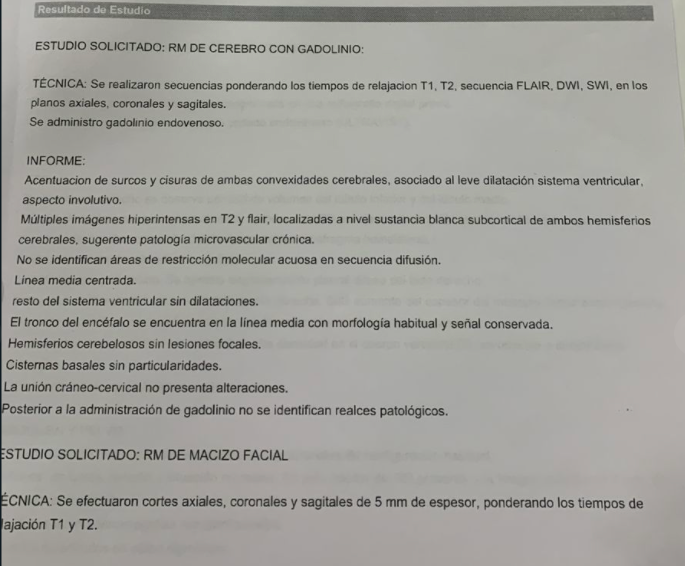 Resultado de Estudio
ESTUDIO SOLICITADO: RM DE CEREBRO CON GADOLINIO:
TÉCNICA: Se realizaron secuencias ponderando los tiempos de relajacion T1, T2, secuencia FLAIR, DWI, SWI, en los
planos axiales, coronales y sagitales.
Se administro gadolinio endovenoso.
INFORME:
Acentuacion de surcos y cisuras de ambas convexidades cerebrales, asociado al leve dilatación sistema ventricular,
aspecto involutivo.
Múltiples imágenes hiperintensas en T2 y flair, localizadas a nivel sustancia blanca subcortical de ambos hemisferios
cerebrales, sugerente patología microvascular crónica.
No se identifican áreas de restricción molecular acuosa en secuencia difusión.
Línea media centrada.
resto del sistema ventricular sin dilataciones.
El tronco del encéfalo se encuentra en la línea media con morfología habitual y señal conservada.
Hemisferios cerebelosos sin lesiones focales.
Cisternas basales sin particularidades.
La unión cráneo-cervical no presenta alteraciones.
Posterior a la administración de gadolinio no se identifican realces patológicos.
ESTUDIO SOLICITADO: RM DE MACIZO FACIAL
ÉCNICA: Se efectuaron cortes axiales, coronales y sagitales de 5 mm de espesor, ponderando los tiempos de
lajación T1 y T2.